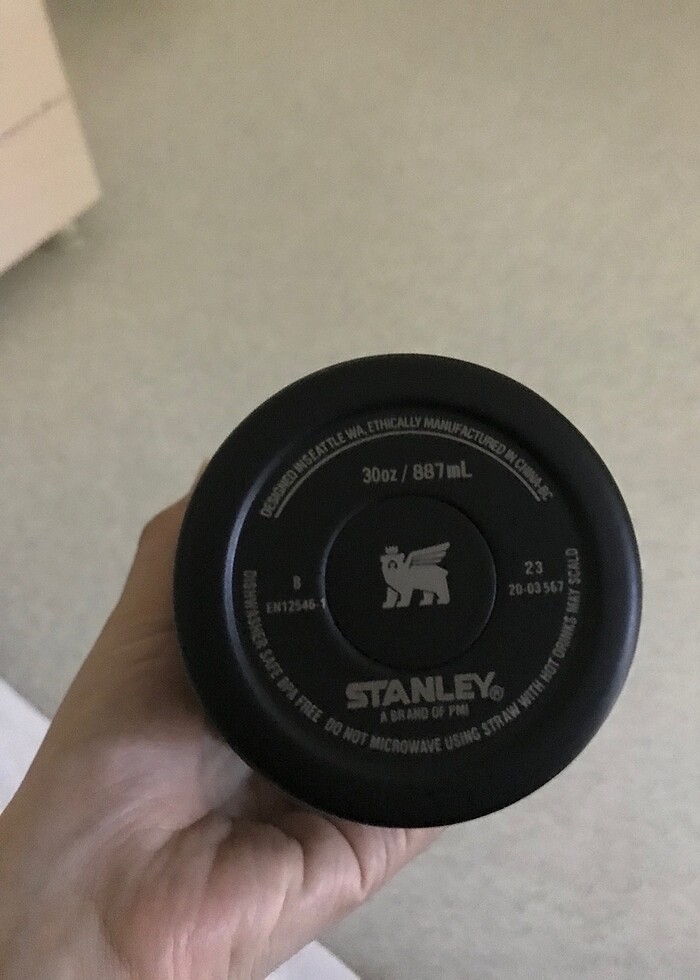 DESIGNED IN SEATTLE WA, ETHICALLY MANUFACTURED IN CHINA-BC
30oz / 887mL
B
EN12546-1
23
20-03567
STANLEY®
A BRAND OF PMI
DISHWASHER SAFE BPA FREE DO NOT MICROWAVE USING STRAW WITH HOT DRINKS MAY SCALD